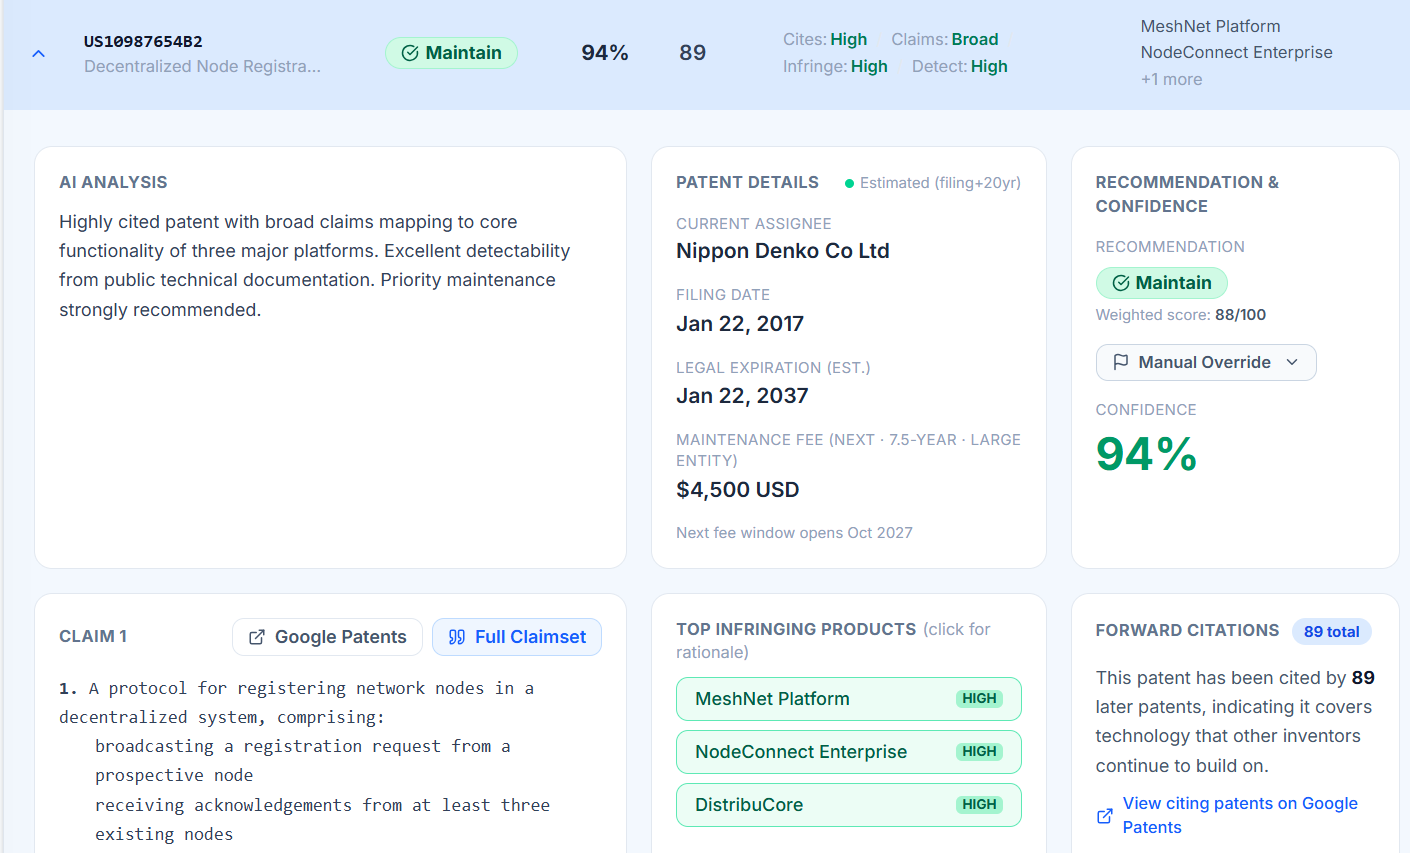 US10987654B2
Decentralized Node Registra...
Maintain
94%
89
Cites: High Claims: Broad
Infringe: High Detect: High
MeshNet Platform
NodeConnect Enterprise
+1 more
AI ANALYSIS
Highly cited patent with broad claims mapping to core
functionality of three major platforms. Excellent detectability
from public technical documentation. Priority maintenance
strongly recommended.
PATENT DETAILS
Estimated (filing+20yr)
CURRENT ASSIGNEE
Nippon Denko Co Ltd
FILING DATE
Jan 22, 2017
LEGAL EXPIRATION (EST.)
Jan 22, 2037
MAINTENANCE FEE (NEXT · 7.5-YEAR · LARGE
ENTITY)
$4,500 USD
Next fee window opens Oct 2027
RECOMMENDATION &
CONFIDENCE
RECOMMENDATION
Maintain
Weighted score: 88/100
Manual Override
CONFIDENCE
94%
CLAIM 1
Google Patents
Full Claimset
1. A protocol for registering network nodes in a
decentralized system, comprising:
broadcasting a registration request from a
prospective node
receiving acknowledgements from at least three
existing nodes
TOP INFRINGING PRODUCTS (click for
rationale)
MeshNet Platform HIGH
NodeConnect Enterprise HIGH
DistribuCore HIGH
FORWARD CITATIONS
89 total
This patent has been cited by 89
later patents, indicating it covers
technology that other inventors
continue to build on.
View citing patents on Google
Patents